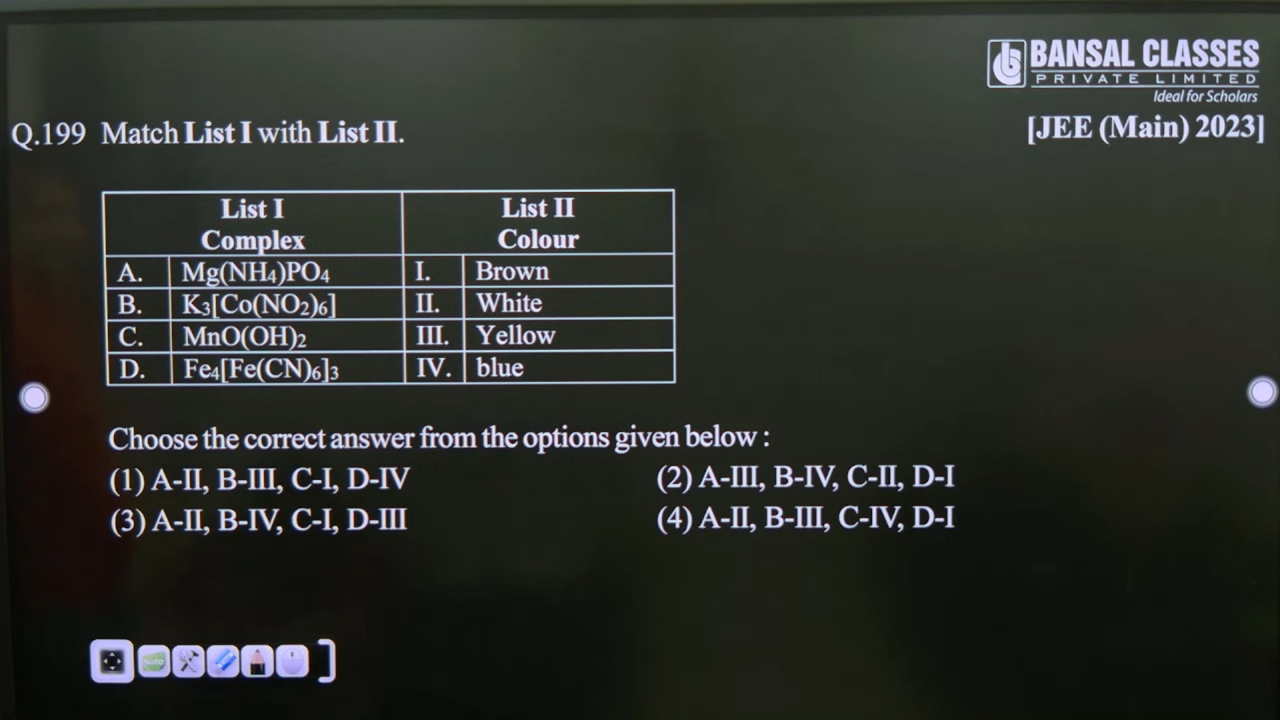 BANSAL CLASSES
PRIVATE LIMITED
Ideal for Scholars
Q.199 Match List I with List II. [JEE (Main) 2023]
List I List II
Complex Colour
A. Mg(NH4)PO4 I. Brown
B. K3[Co(NO2)6] II. White
C. MnO(OH)2 III. Yellow
D. Fe4[Fe(CN)6]3 IV. blue
Choose the correct answer from the options given below :
(1) A-II, B-III, C-I, D-IV (2) A-III, B-IV, C-II, D-I
(3) A-II, B-IV, C-I, D-III (4) A-II, B-III, C-IV, D-I